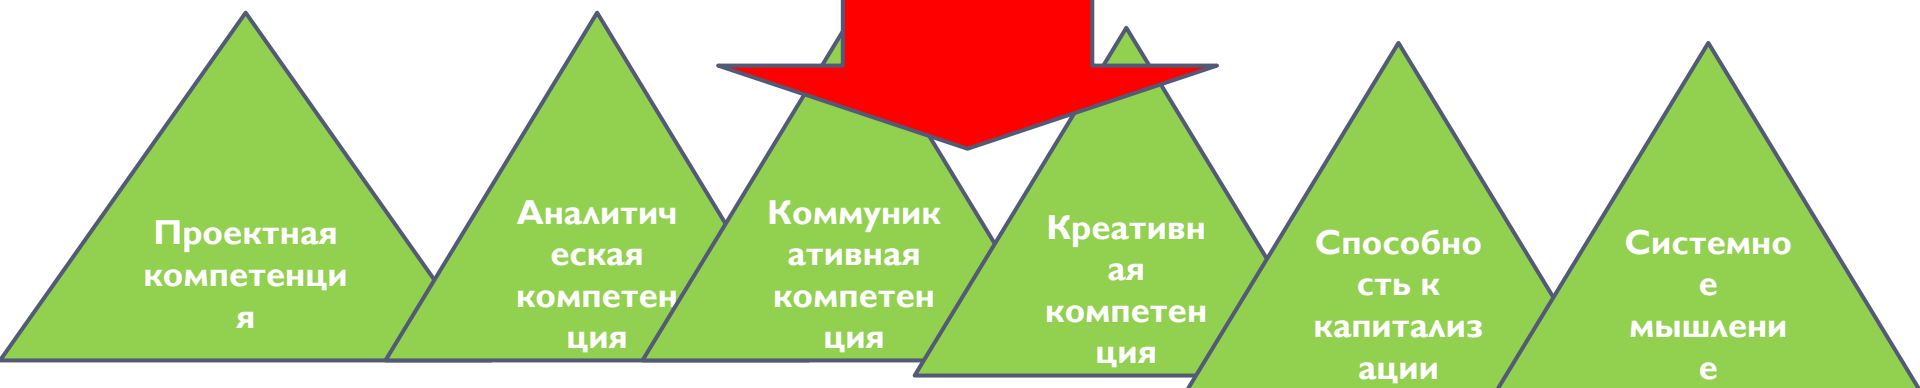 Проектная
компетенци
я
Аналитич
еская
компетен
ция
Коммуник
ативная
компетен
ция
Креативн
ая
компетен
ция
Способно
сть к
капитализ
ации
Системно
е
мышлени
е